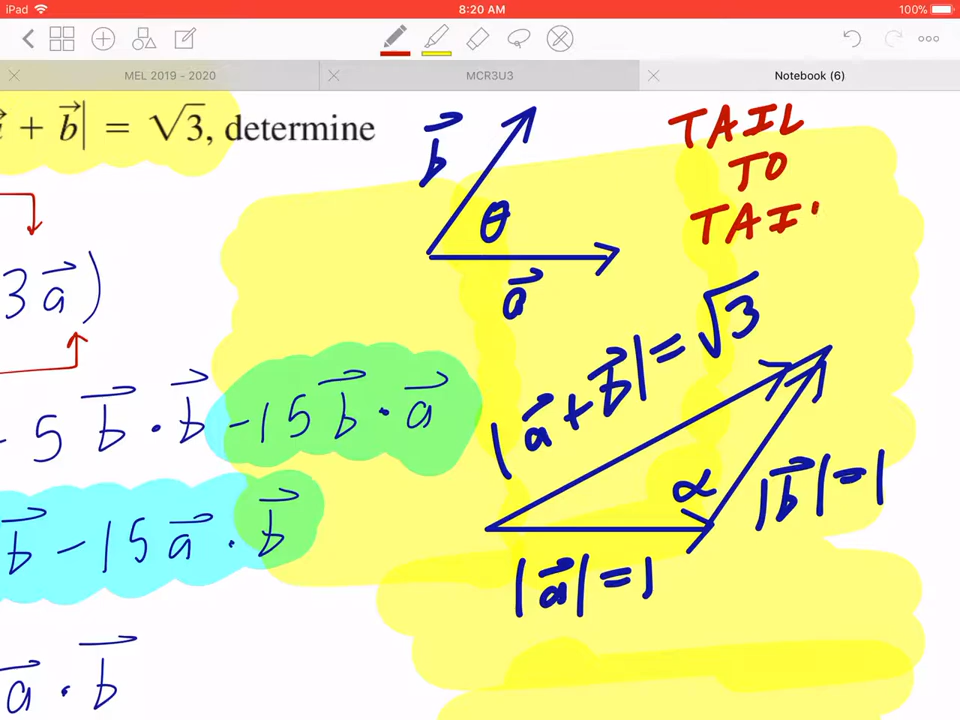 iPad 8:20 AM 100%
MEL 2019 - 2020 MCR3U3 Notebook (6)
+ b⃗| = √3, determine
b⃗
θ
a⃗
TAIL
TO
TAI
3a⃗)
|a⃗ + b⃗| = √3
5 b⃗ · b⃗ - 15 b⃗ · a⃗
α
|b⃗| = 1
b⃗ - 15 a⃗ · b⃗
|a⃗| = 1
a⃗ · b⃗